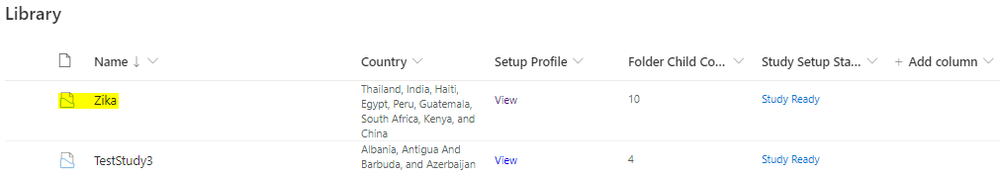 Library
Name ↓ Country Setup Profile Folder Child Co... Study Setup Sta... + Add column
Zika
Thailand, India, Haiti,
Egypt, Peru, Guatemala,
South Africa, Kenya, and
China
View
10
Study Ready
TestStudy3
Albania, Antigua And
Barbuda, and Azerbaijan
View
4
Study Ready